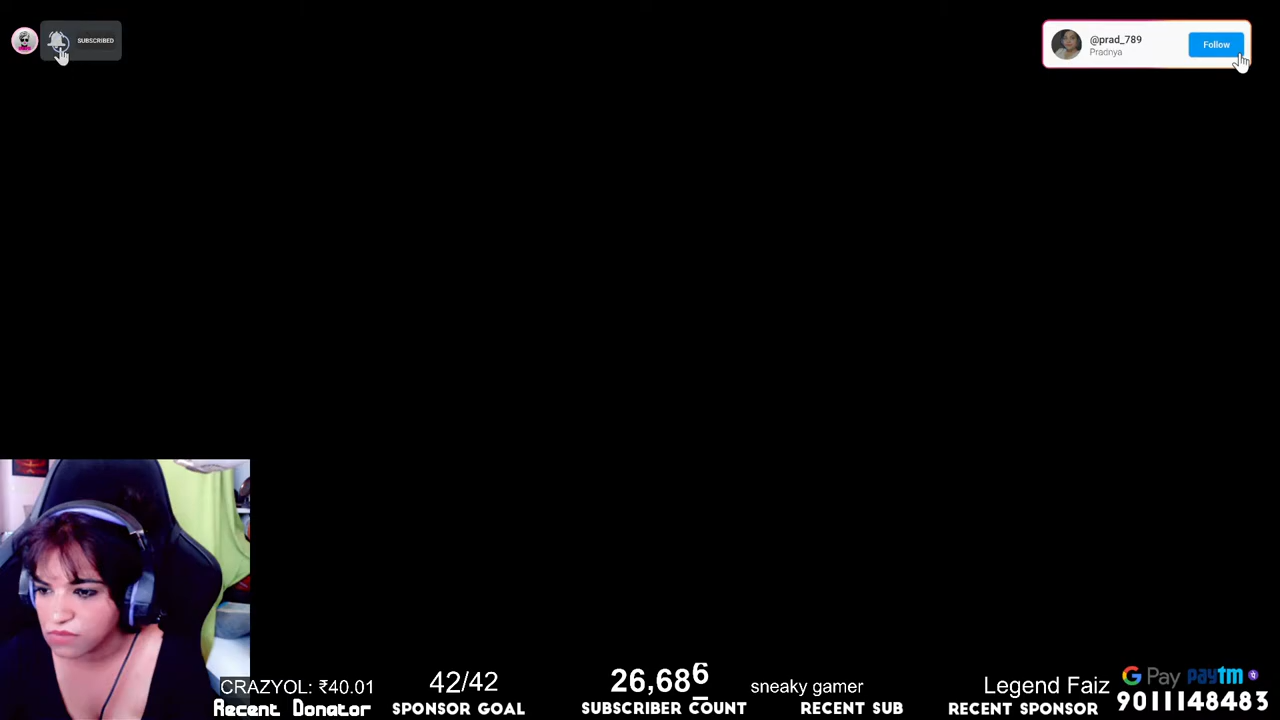 SUBSCRIBED
@prad_789
Pradnya
Follow
CRAZYOL: ₹40.01
Recent Donator
42/42
SPONSOR GOAL
26,686
SUBSCRIBER COUNT
sneaky gamer
RECENT SUB
Legend Faiz
RECENT SPONSOR
G Pay paytm
9011148483